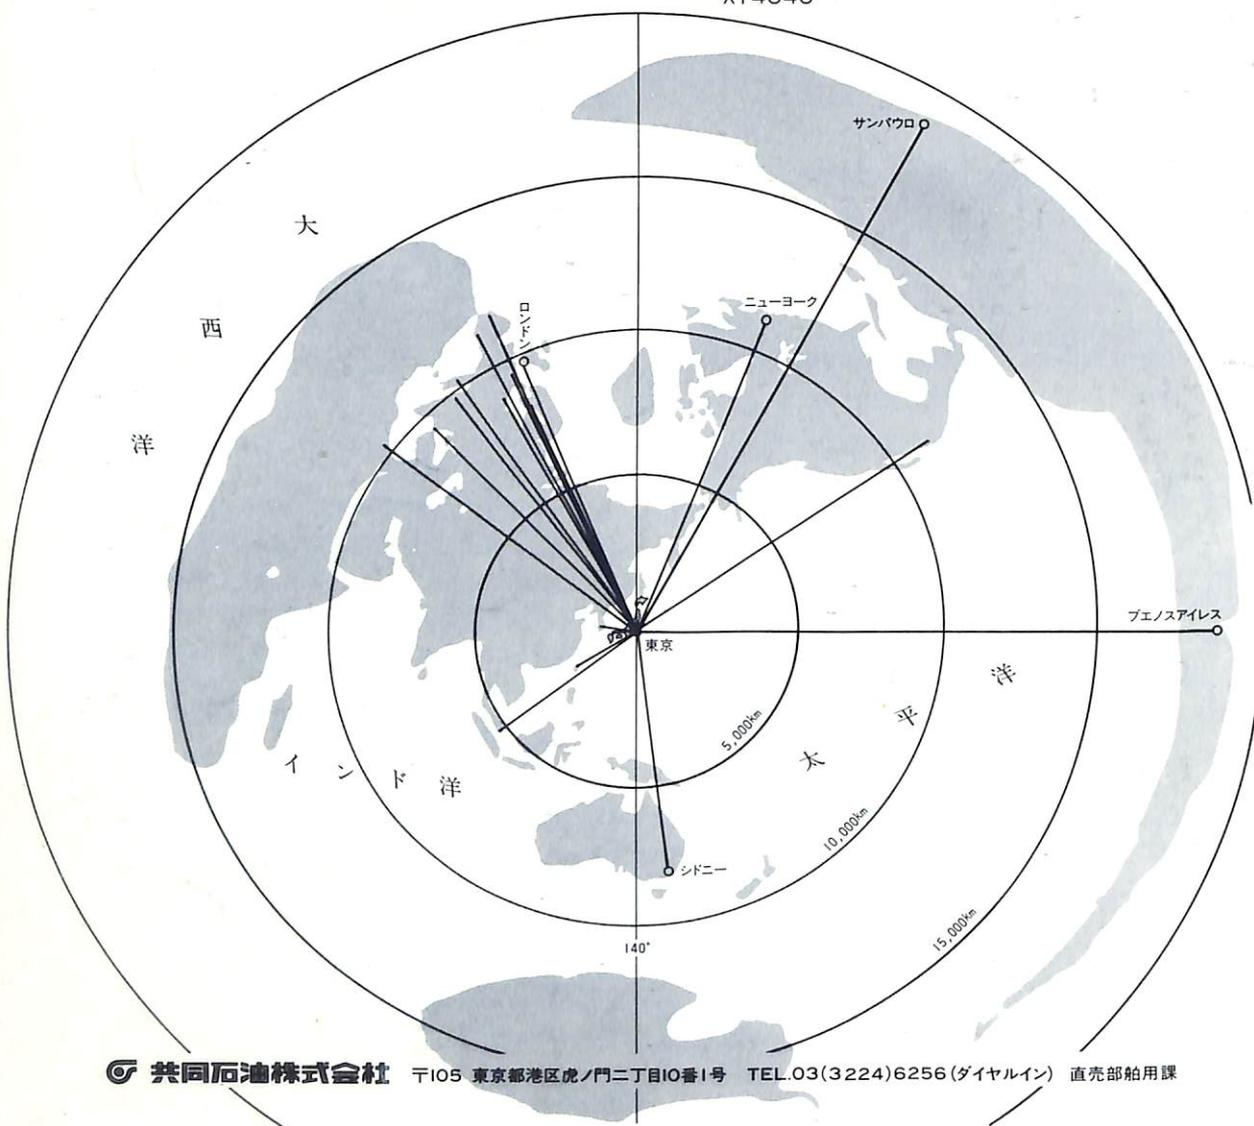 サンパウロ
ニューヨーク
ロンドン
大西洋
ブエノスアイレス
東京
太平洋
インド洋
5,000km
10,000km
15,000km
シドニー
140°
共同石油株式会社 〒105 東京都港区虎ノ門二丁目10番1号 TEL.03(3224)6256(ダイヤルイン) 直売部舶用課